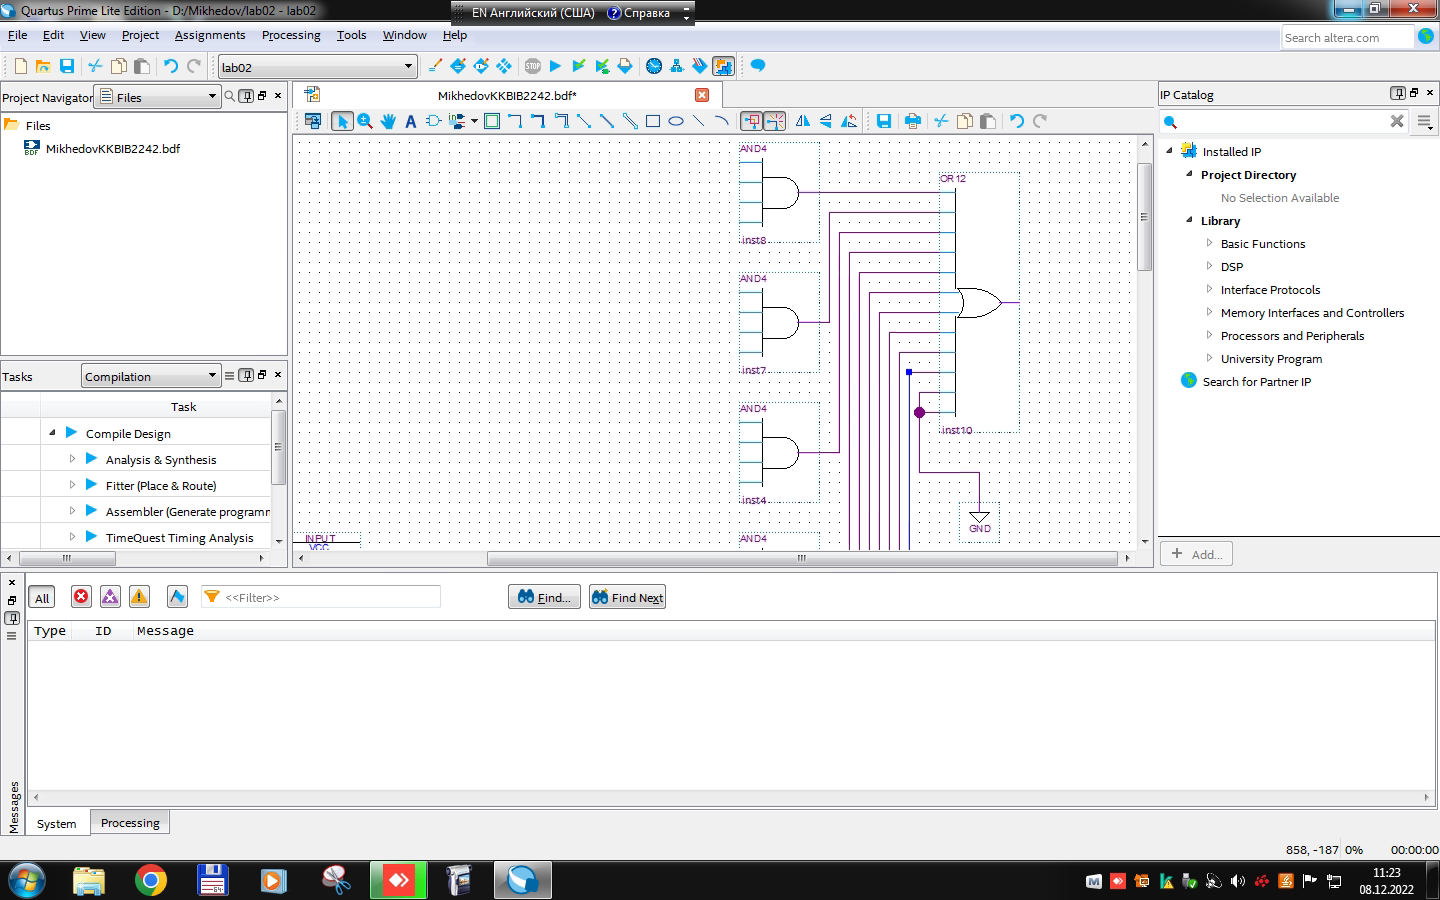 Quartus Prime Lite Edition - D:/Mikhedov/lab02 - lab02
EN Английский (США) Справка
File Edit View Project Assignments Processing Tools Window Help
Search altera.com
lab02
Project Navigator Files
MikhedovKKBIB2242.bdf*
IP Catalog
Files
MikhedovKKBIB2242.bdf
Installed IP
Project Directory
No Selection Available
Library
Basic Functions
DSP
Interface Protocols
Memory Interfaces and Controllers
Processors and Peripherals
University Program
Search for Partner IP
Add...
AND4
inst8
AND4
inst7
AND4
inst4
AND4
OR12
inst10
GND
INPUT
VCC
Tasks Compilation
Task
Compile Design
Analysis & Synthesis
Fitter (Place & Route)
Assembler (Generate programm
TimeQuest Timing Analysis
All
<<Filter>>
Find...
Find Next
Type ID Message
Messages
System Processing
858, -187 0% 00:00:00
11:23
08.12.2022